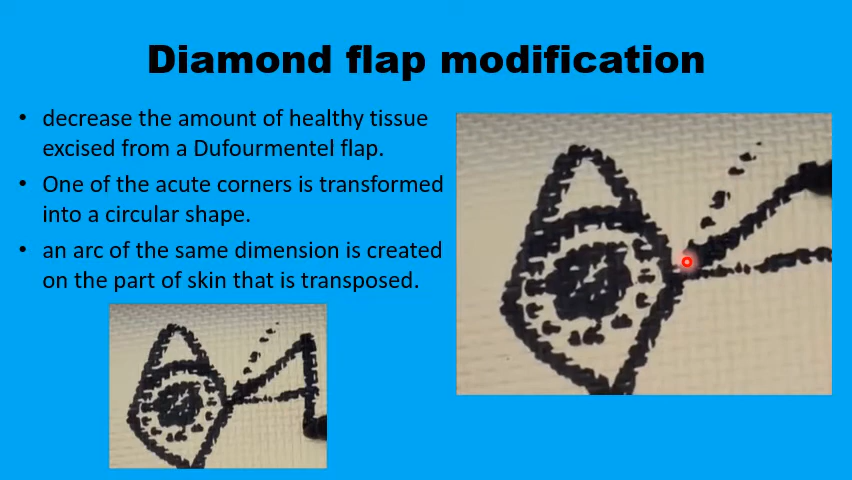 Diamond flap modification
• decrease the amount of healthy tissue
excised from a Dufourmentel flap.
• One of the acute corners is transformed
into a circular shape.
• an arc of the same dimension is created
on the part of skin that is transposed.